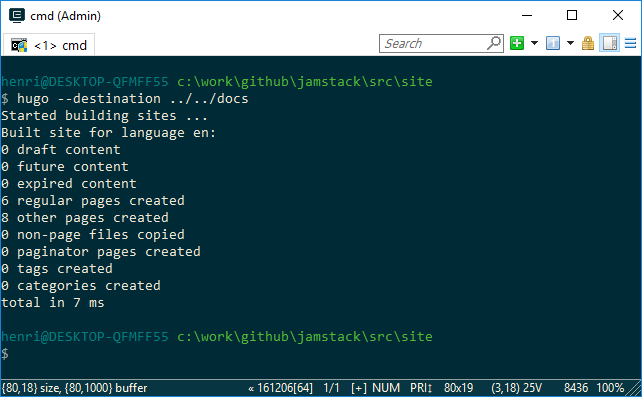 cmd (Admin)
<1> cmd
Search
henri@DESKTOP-QFMFF55 c:\work\github\jamstack\src\site
$ hugo --destination ../../docs
Started building sites ...
Built site for language en:
0 draft content
0 future content
0 expired content
6 regular pages created
8 other pages created
0 non-page files copied
0 paginator pages created
0 tags created
0 categories created
total in 7 ms
henri@DESKTOP-QFMFF55 c:\work\github\jamstack\src\site
$
{80,18} size, {80,1000} buffer « 161206[64] 1/1 [+] NUM PRI↕ 80x19 (3,18) 25V 8436 100%